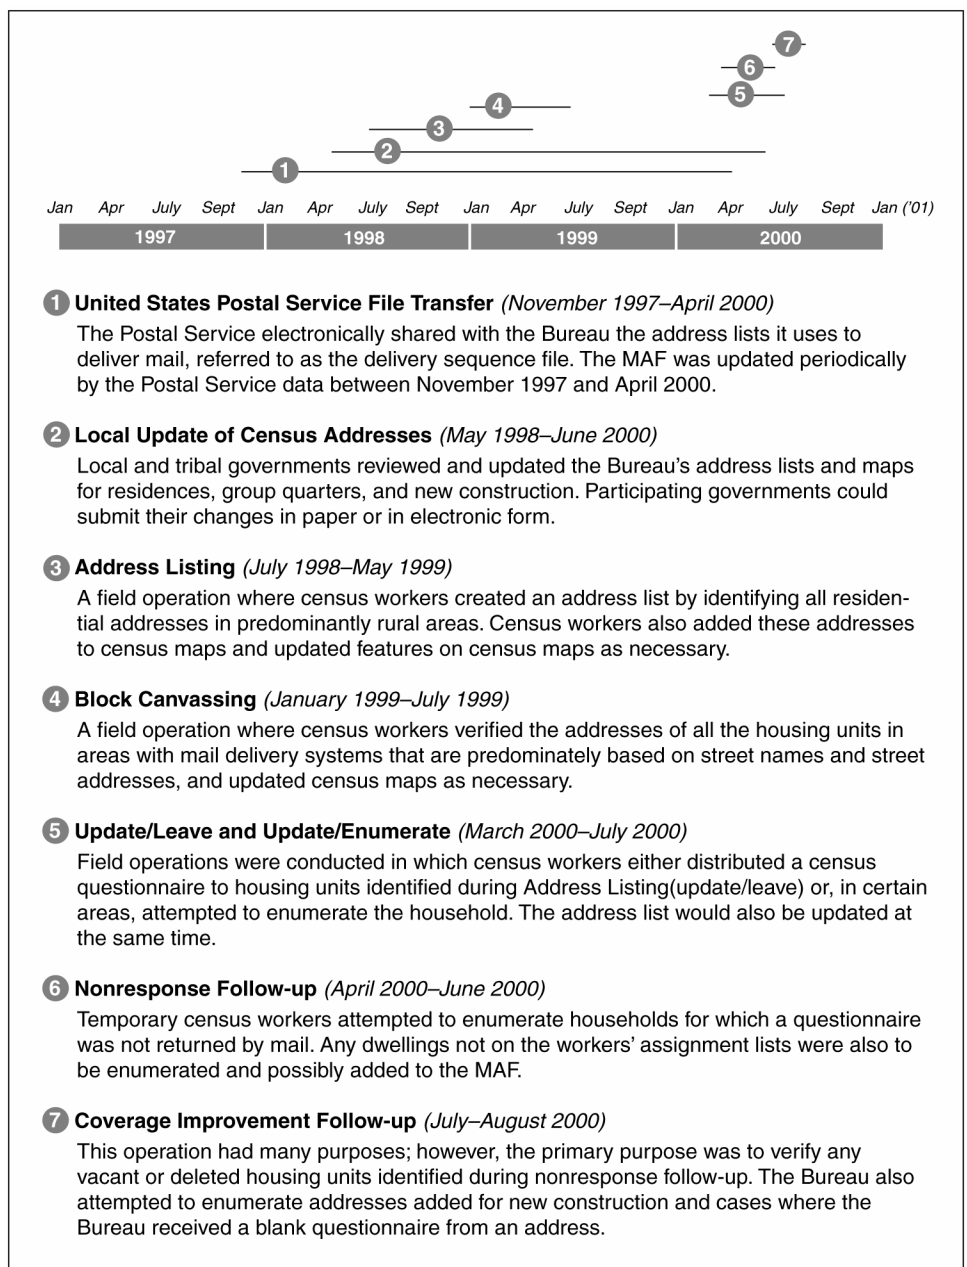 7
6
5
4
3
2
1
Jan Apr July Sept Jan Apr July Sept Jan Apr July Sept Jan Apr July Sept Jan ('01)
1997 1998 1999 2000
1 United States Postal Service File Transfer (November 1997–April 2000)
The Postal Service electronically shared with the Bureau the address lists it uses to
deliver mail, referred to as the delivery sequence file. The MAF was updated periodically
by the Postal Service data between November 1997 and April 2000.
2 Local Update of Census Addresses (May 1998–June 2000)
Local and tribal governments reviewed and updated the Bureau's address lists and maps
for residences, group quarters, and new construction. Participating governments could
submit their changes in paper or in electronic form.
3 Address Listing (July 1998–May 1999)
A field operation where census workers created an address list by identifying all residen-
tial addresses in predominantly rural areas. Census workers also added these addresses
to census maps and updated features on census maps as necessary.
4 Block Canvassing (January 1999–July 1999)
A field operation where census workers verified the addresses of all the housing units in
areas with mail delivery systems that are predominately based on street names and street
addresses, and updated census maps as necessary.
5 Update/Leave and Update/Enumerate (March 2000–July 2000)
Field operations were conducted in which census workers either distributed a census
questionnaire to housing units identified during Address Listing(update/leave) or, in certain
areas, attempted to enumerate the household. The address list would also be updated at
the same time.
6 Nonresponse Follow-up (April 2000–June 2000)
Temporary census workers attempted to enumerate households for which a questionnaire
was not returned by mail. Any dwellings not on the workers' assignment lists were also to
be enumerated and possibly added to the MAF.
7 Coverage Improvement Follow-up (July–August 2000)
This operation had many purposes; however, the primary purpose was to verify any
vacant or deleted housing units identified during nonresponse follow-up. The Bureau also
attempted to enumerate addresses added for new construction and cases where the
Bureau received a blank questionnaire from an address.